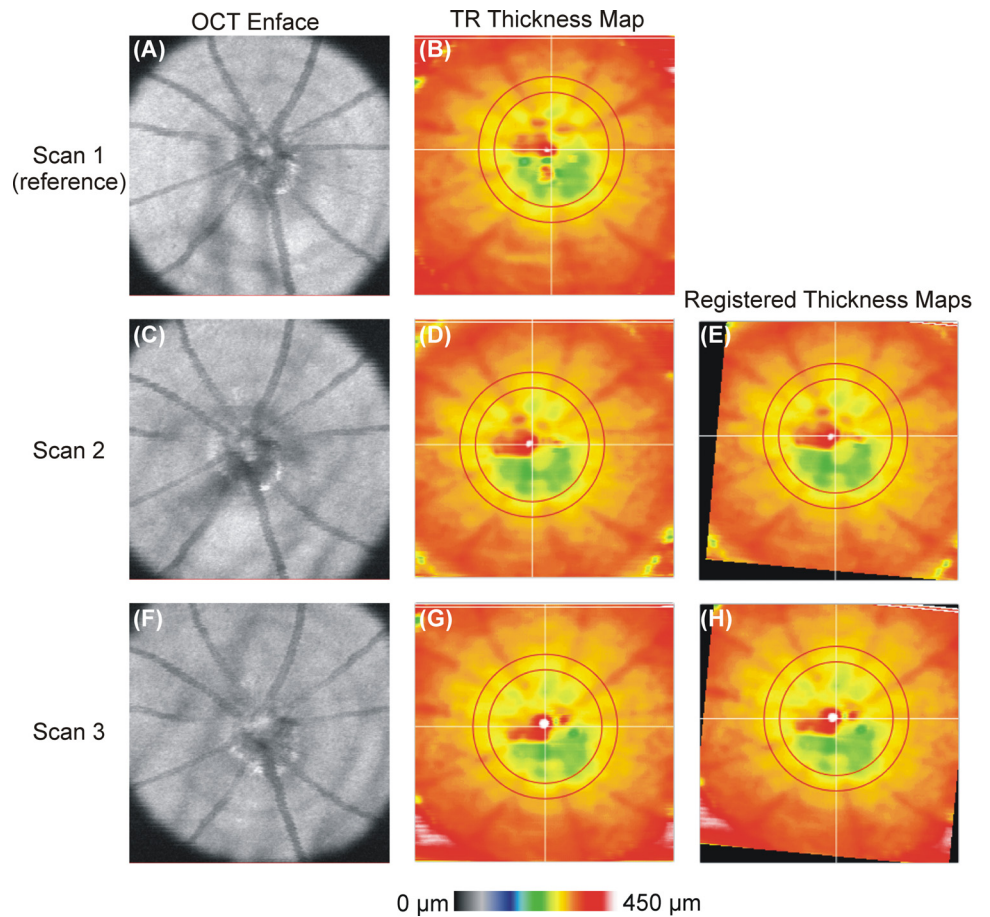 OCT Enface
TR Thickness Map
(A)
(B)
Scan 1
(reference)
Registered Thickness Maps
(C)
(D)
(E)
Scan 2
(F)
(G)
(H)
Scan 3
0 µm
450 µm